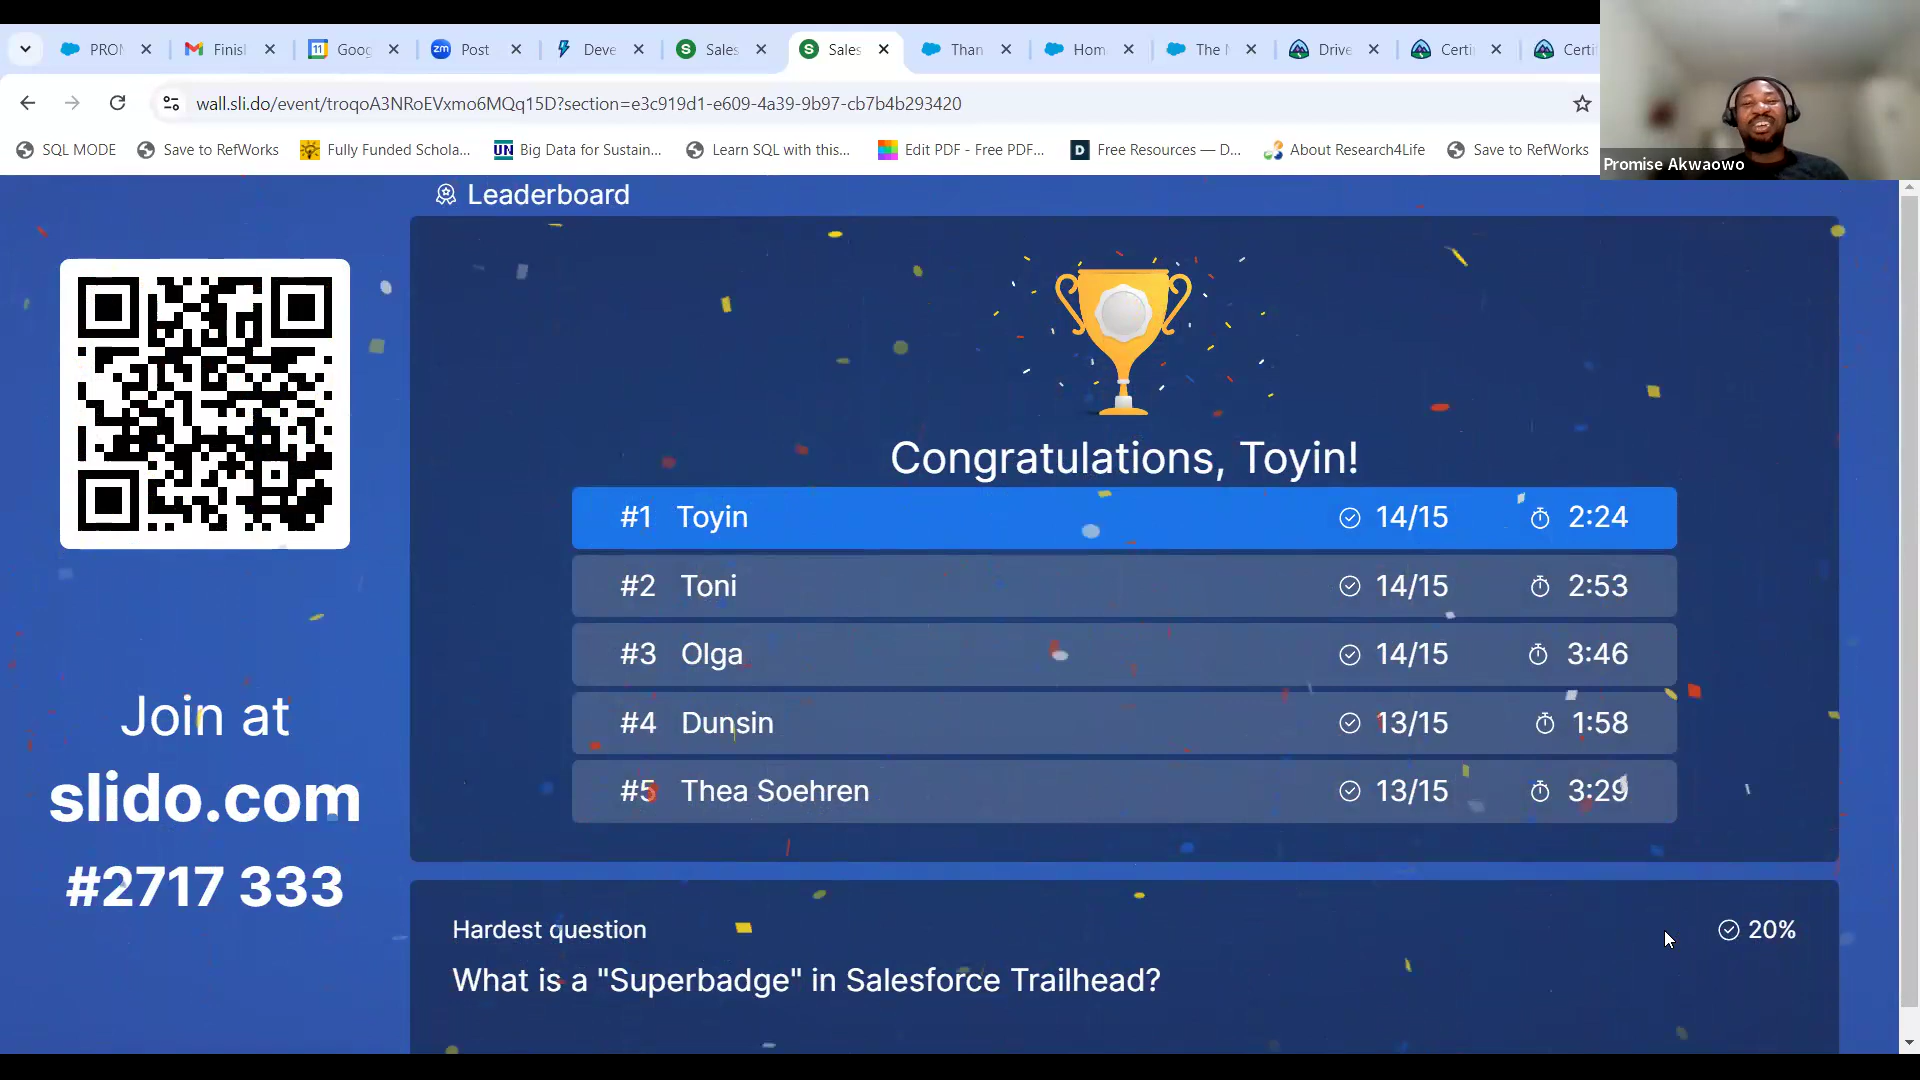 PRO
Finisl
11
Goog
zm
Post
Deve
S
Sales
S
Sales
Than
Hom
The
Drive
Certi
Certi
wall.sli.do/event/troqoA3NRoEVxmo6MQq15D?section=e3c919d1-e609-4a39-9b97-cb7b4b293420
SQL MODE
Save to RefWorks
Fully Funded Schola...
UN
Big Data for Sustain...
Learn SQL with this...
Edit PDF - Free PDF...
D
Free Resources — D...
About Research4Life
Save to RefWorks
Promise Akwaowo
Leaderboard
Congratulations, Toyin!
#1 Toyin 14/15 2:24
#2 Toni 14/15 2:53
#3 Olga 14/15 3:46
#4 Dunsin 13/15 1:58
#5 Thea Soehren 13/15 3:29
Join at
slido.com
#2717 333
Hardest question 20%
What is a "Superbadge" in Salesforce Trailhead?